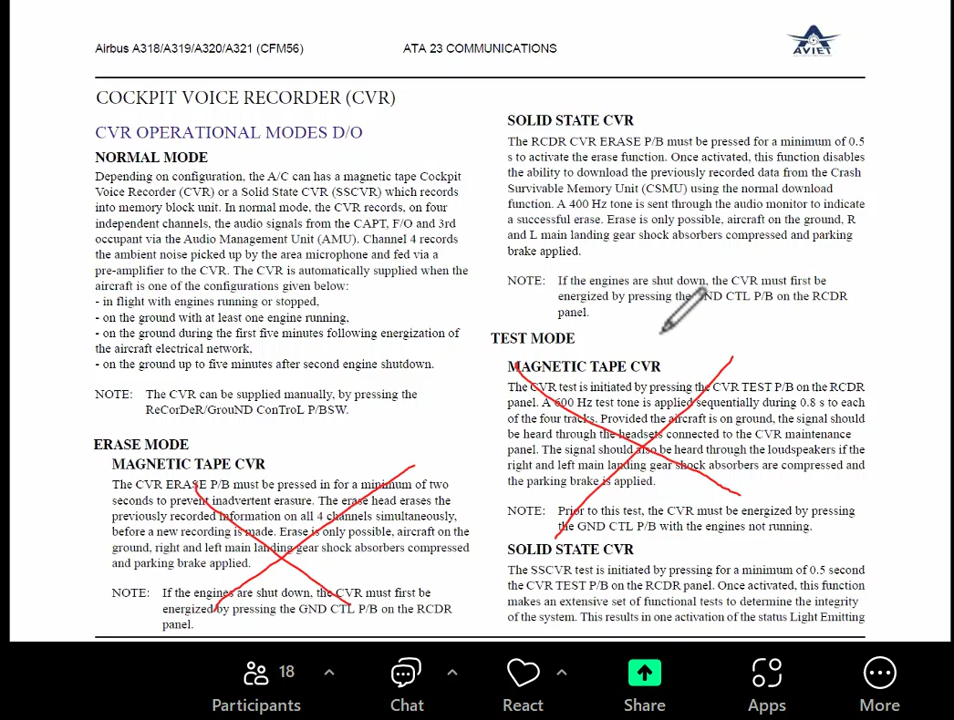 Airbus A318/A319/A320/A321 (CFM56)
ATA 23 COMMUNICATIONS
AVIET
COCKPIT VOICE RECORDER (CVR)
CVR OPERATIONAL MODES D/O
NORMAL MODE
Depending on configuration, the A/C can has a magnetic tape Cockpit
Voice Recorder (CVR) or a Solid State CVR (SSCVR) which records
into memory block unit. In normal mode, the CVR records, on four
independent channels, the audio signals from the CAPT, F/O and 3rd
occupant via the Audio Management Unit (AMU). Channel 4 records
the ambient noise picked up by the area microphone and fed via a
pre-amplifier to the CVR. The CVR is automatically supplied when the
aircraft is one of the configurations given below:
- in flight with engines running or stopped,
- on the ground with at least one engine running,
- on the ground during the first five minutes following energization of
the aircraft electrical network,
- on the ground up to five minutes after second engine shutdown.
NOTE: The CVR can be supplied manually, by pressing the
ReCorDeR/GrouND ConTroL P/BSW.
ERASE MODE
MAGNETIC TAPE CVR
The CVR ERASE P/B must be pressed in for a minimum of two
seconds to prevent inadvertent erasure. The erase head erases the
previously recorded information on all 4 channels simultaneously,
before a new recording is made. Erase is only possible, aircraft on the
ground, right and left main landing gear shock absorbers compressed
and parking brake applied.
NOTE: If the engines are shut down, the CVR must first be
energized by pressing the GND CTL P/B on the RCDR
panel.
SOLID STATE CVR
The RCDR CVR ERASE P/B must be pressed for a minimum of 0.5
s to activate the erase function. Once activated, this function disables
the ability to download the previously recorded data from the Crash
Survivable Memory Unit (CSMU) using the normal download
function. A 400 Hz tone is sent through the audio monitor to indicate
a successful erase. Erase is only possible, aircraft on the ground, R
and L main landing gear shock absorbers compressed and parking
brake applied.
NOTE: If the engines are shut down, the CVR must first be
energized by pressing the GND CTL P/B on the RCDR
panel.
TEST MODE
MAGNETIC TAPE CVR
The CVR test is initiated by pressing the CVR TEST P/B on the RCDR
panel. A 600 Hz test tone is applied sequentially during 0.8 s to each
of the four tracks. Provided the aircraft is on ground, the signal should
be heard through the headsets connected to the CVR maintenance
panel. The signal should also be heard through the loudspeakers if the
right and left main landing gear shock absorbers are compressed and
the parking brake is applied.
NOTE: Prior to this test, the CVR must be energized by pressing
the GND CTL P/B with the engines not running.
SOLID STATE CVR
The SSCVR test is initiated by pressing for a minimum of 0.5 second
the CVR TEST P/B on the RCDR panel. Once activated, this function
makes an extensive set of functional tests to determine the integrity
of the system. This results in one activation of the status Light Emitting
18
Participants
Chat
React
Share
Apps
More